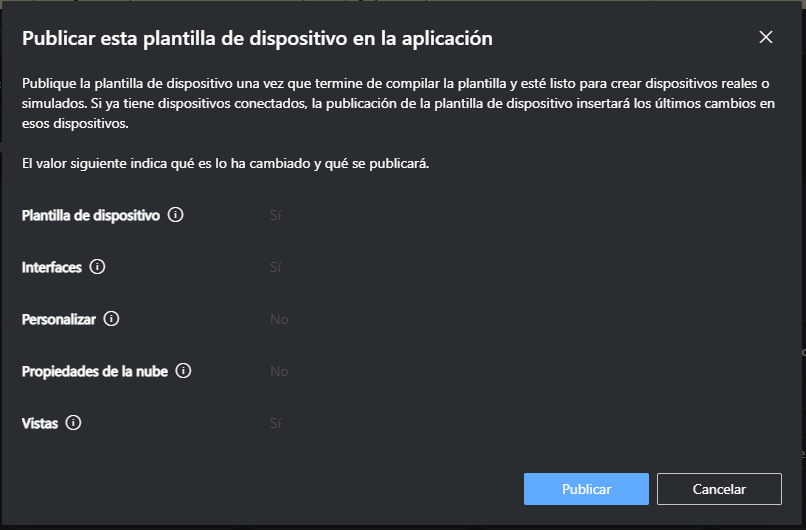 Publicar esta plantilla de dispositivo en la aplicación
Publique la plantilla de dispositivo una vez que termine de compilar la plantilla y esté listo para crear dispositivos reales o
simulados. Si ya tiene dispositivos conectados, la publicación de la plantilla de dispositivo insertará los últimos cambios en
esos dispositivos.
El valor siguiente indica qué es lo ha cambiado y qué se publicará.
Plantilla de dispositivo Sí
Interfaces Sí
Personalizar No
Propiedades de la nube No
Vistas Sí
Publicar Cancelar